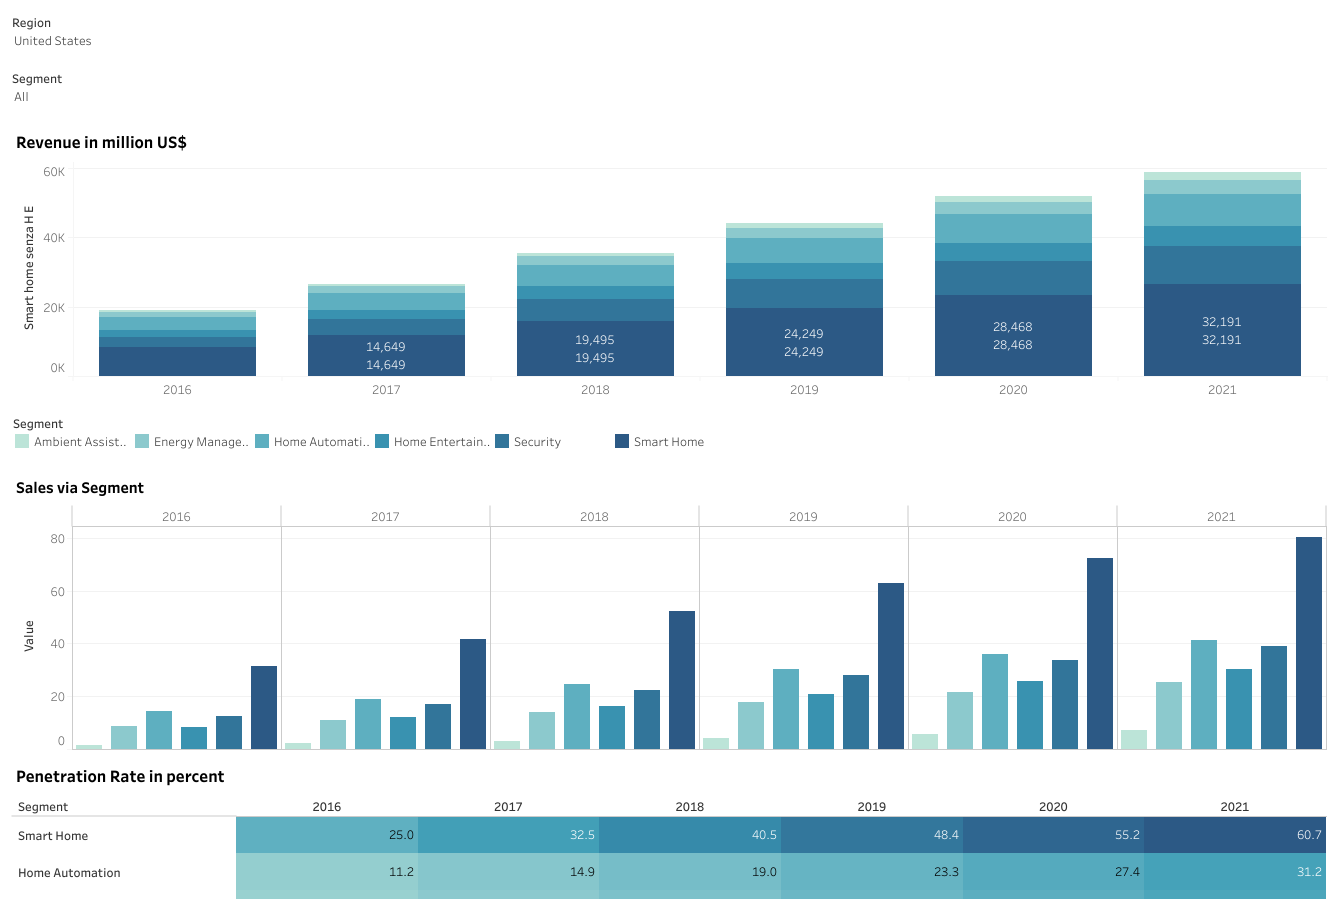 Region
United States
Segment
All
Revenue in million US$
Smart home senza H E
60K
40K
20K
0K
14,649
14,649
19,495
19,495
24,249
24,249
28,468
28,468
32,191
32,191
2016 2017 2018 2019 2020 2021
Segment
Ambient Assist.. Energy Manage.. Home Automati.. Home Entertain.. Security Smart Home
Sales via Segment
2016 2017 2018 2019 2020 2021
Value
80
60
40
20
0
Penetration Rate in percent
Segment 2016 2017 2018 2019 2020 2021
Smart Home 25.0 32.5 40.5 48.4 55.2 60.7
Home Automation 11.2 14.9 19.0 23.3 27.4 31.2